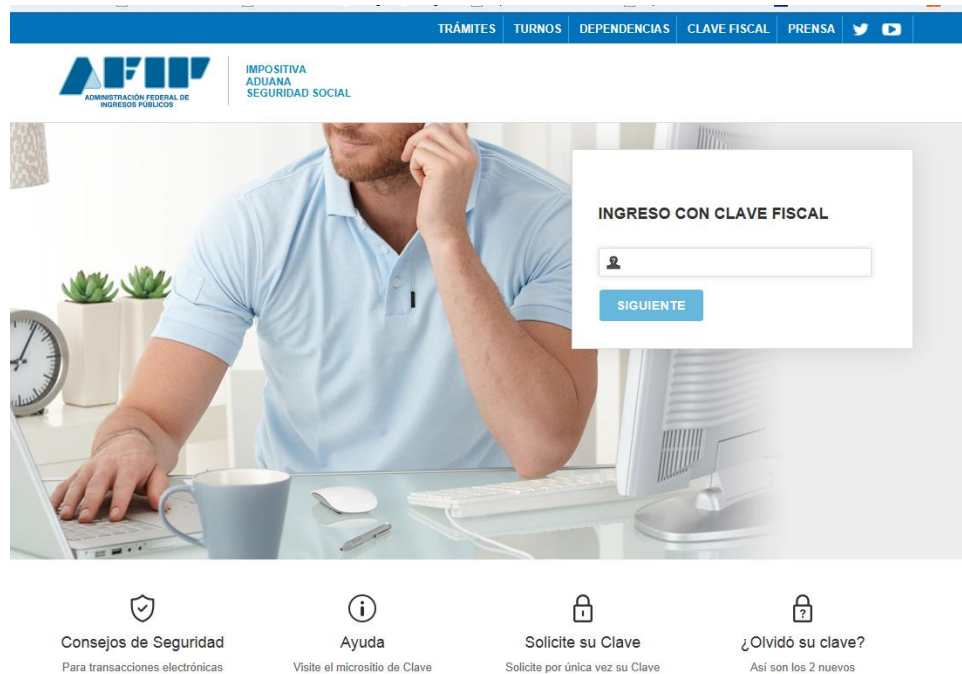 TRÁMITES
TURNOS
DEPENDENCIAS
CLAVE FISCAL
PRENSA
AFIP
ADMINISTRACIÓN FEDERAL DE
INGRESOS PÚBLICOS
IMPOSITIVA
ADUANA
SEGURIDAD SOCIAL
INGRESO CON CLAVE FISCAL
SIGUIENTE
Consejos de Seguridad
Para transacciones electrónicas
Ayuda
Visite el micrositio de Clave
Solicite su Clave
Solicite por única vez su Clave
¿Olvidó su clave?
Así son los 2 nuevos